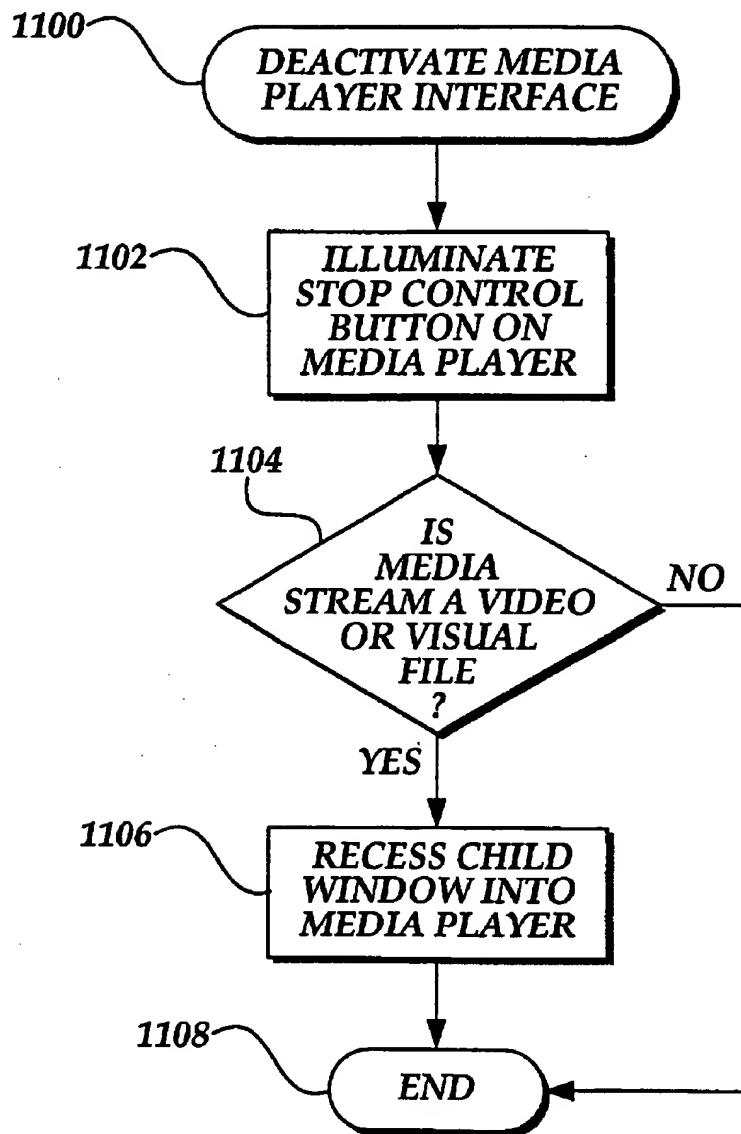 1100
DEACTIVATE MEDIA
PLAYER INTERFACE
1102
ILLUMINATE
STOP CONTROL
BUTTON ON
MEDIA PLAYER
1104
IS
MEDIA
STREAM A VIDEO
OR VISUAL
FILE
?
NO
YES
1106
RECESS CHILD
WINDOW INTO
MEDIA PLAYER
1108
END